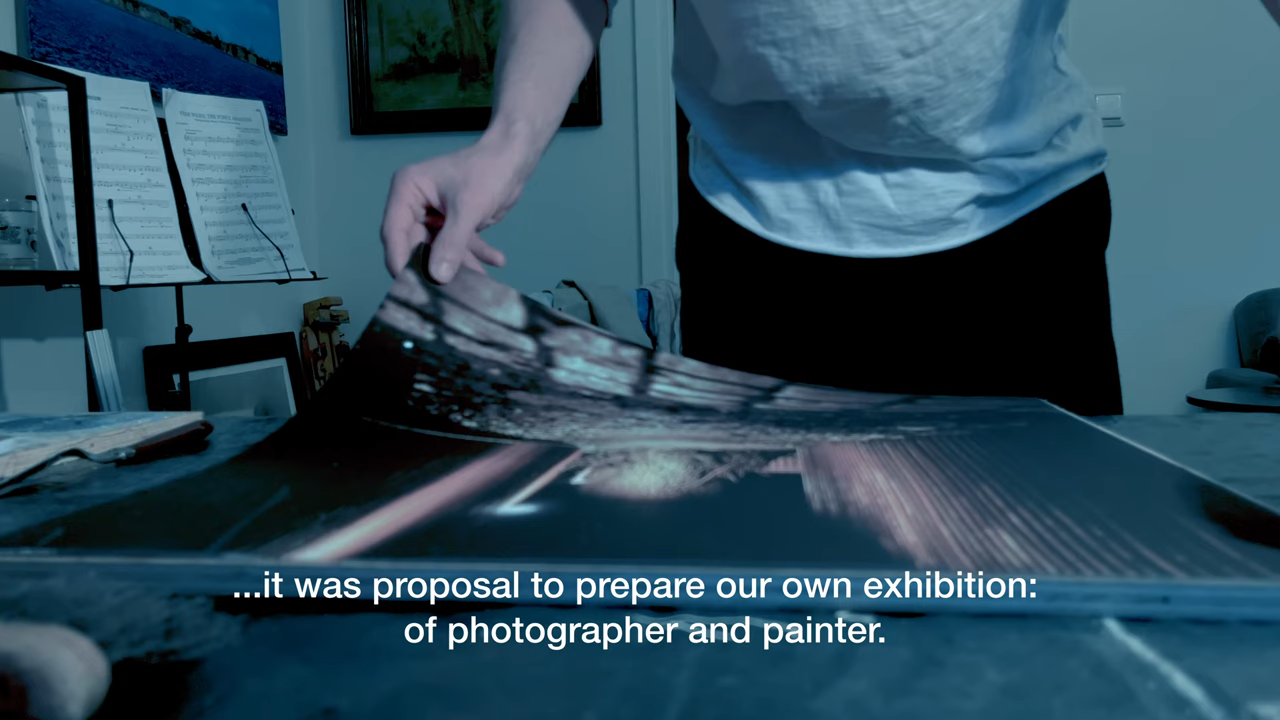 ...it was proposal to prepare our own exhibition:
of photographer and painter.